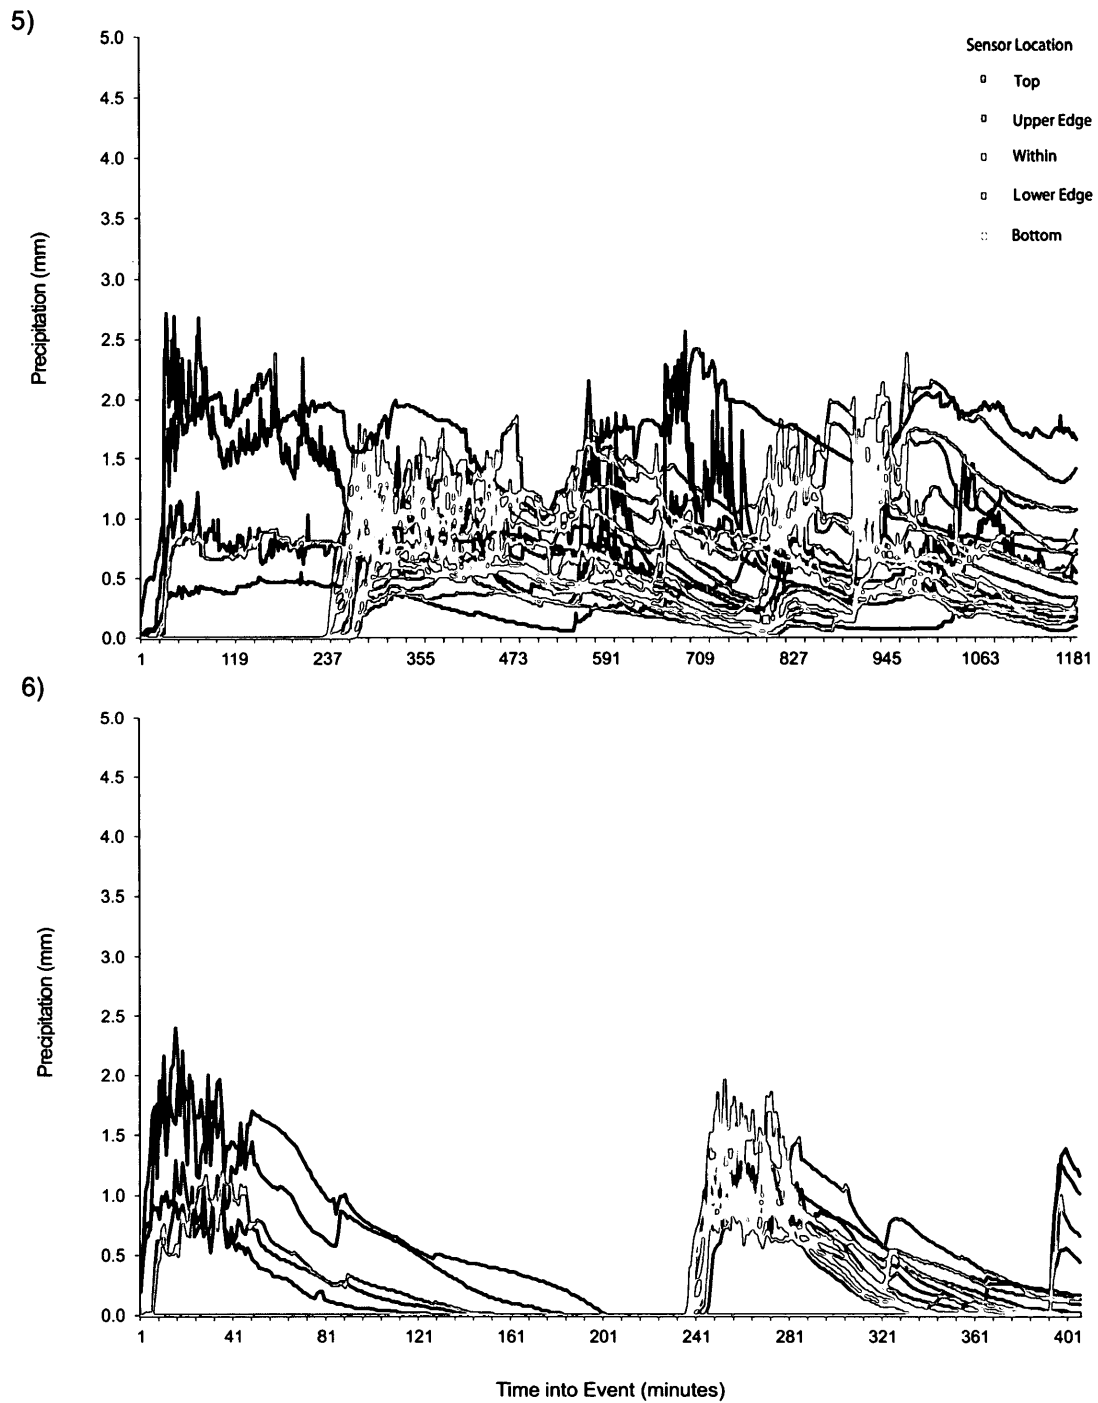 5)
Sensor Location
Top
Upper Edge
Within
Lower Edge
Bottom
Precipitation (mm)
5.0
4.5
4.0
3.5
3.0
2.5
2.0
1.5
1.0
0.5
0.0
1 119 237 355 473 591 709 827 945 1063 1181
6)
Precipitation (mm)
5.0
4.5
4.0
3.5
3.0
2.5
2.0
1.5
1.0
0.5
0.0
1 41 81 121 161 201 241 281 321 361 401
Time into Event (minutes)